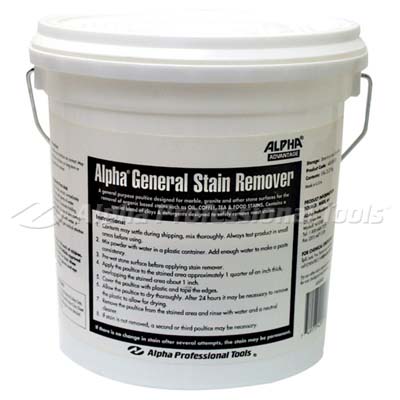 ALPHA®
ADVANTAGE
Alpha® General Stain Remover
A general purpose poultice designed for marble, granite and other stone surfaces for the
removal of organic based stains such as OIL, COFFEE, TEA & FOOD STAINS. Contains a
Instructions:
1. Contents may settle during shipping, mix thoroughly. Always test product in small
areas before using.
2. Mix powder with water in a plastic container. Add enough water to make a paste
consistency.
3. Pre-wet stone surface before applying stain remover.
4. Apply the poultice to the stained area approximately 1 quarter of an inch thick,
overlapping the stained area about 1 inch.
5. Cover the poultice with plastic and tape the edges.
6. Allow the poultice to dry thoroughly. After 24 hours it may be necessary to remove
the plastic to allow for drying.
7. Remove the poultice from the stained area and rinse with water and a neutral
cleaner.
8. If stain is not removed, a second or third poultice may be necessary.
If there is no change in stain after several attempts, the stain may be permanent.
Alpha Professional Tools®
Alpha Professional Tools®